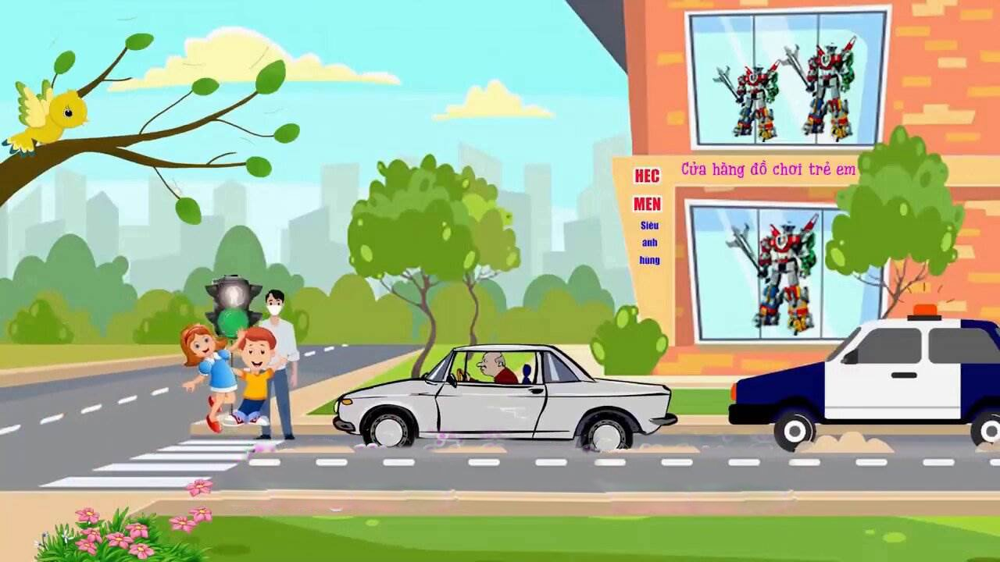 HEC
MEN
Siêu
anh
hùng
Cửa hàng đồ chơi trẻ em